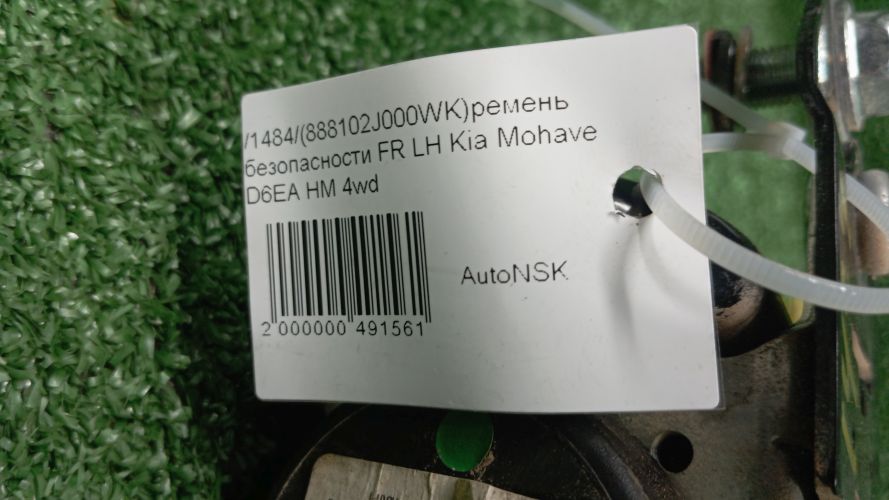 /1484/(888102J000WK)ремень
безопасности FR LH Kia Mohave
D6EA HM 4wd
AutoNSK
2 000000 491561